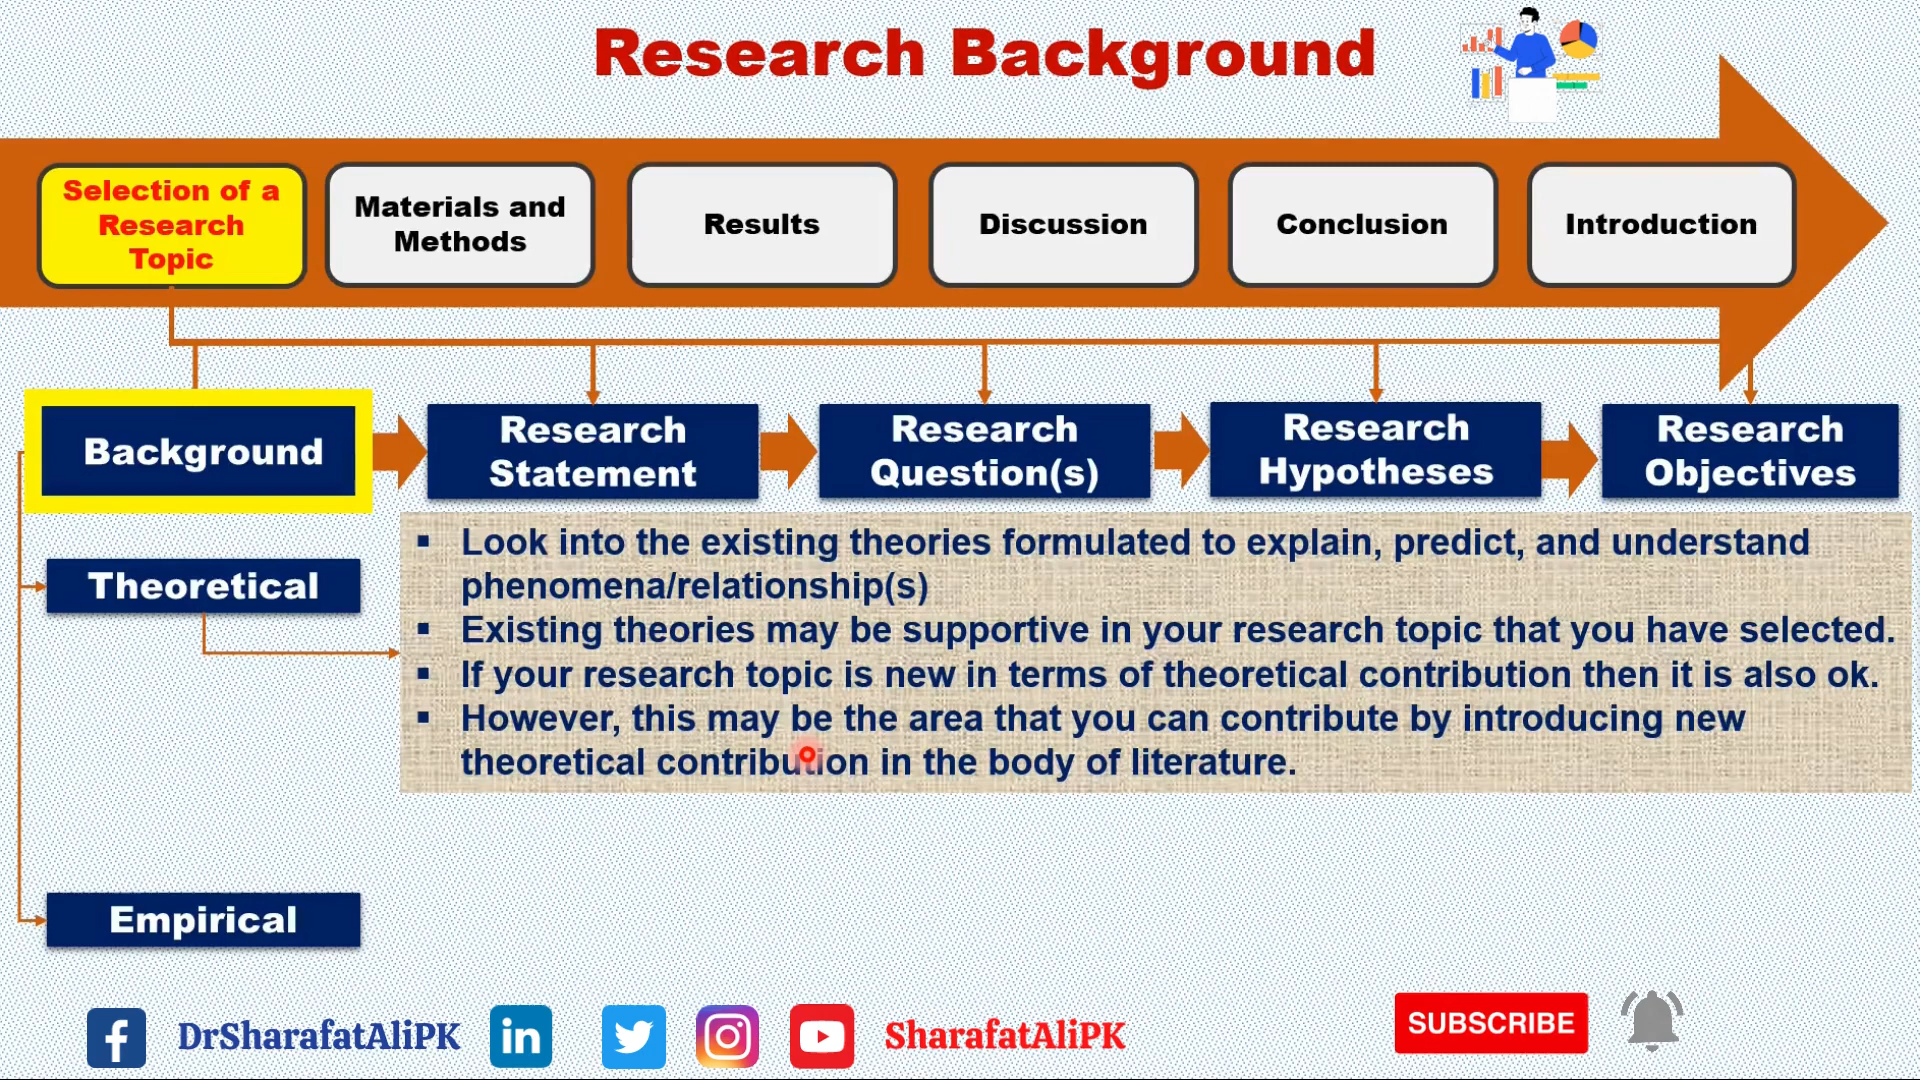 Research Background
Selection of a
Research
Topic
Materials and
Methods
Results
Discussion
Conclusion
Introduction
Background
Research
Statement
Research
Question(s)
Research
Hypotheses
Research
Objectives
Theoretical
▪ Look into the existing theories formulated to explain, predict, and understand
phenomena/relationship(s)
▪ Existing theories may be supportive in your research topic that you have selected.
▪ If your research topic is new in terms of theoretical contribution then it is also ok.
▪ However, this may be the area that you can contribute by introducing new
theoretical contribution in the body of literature.
Empirical
f DrSharafatAliPK in SharafatAliPK
SUBSCRIBE